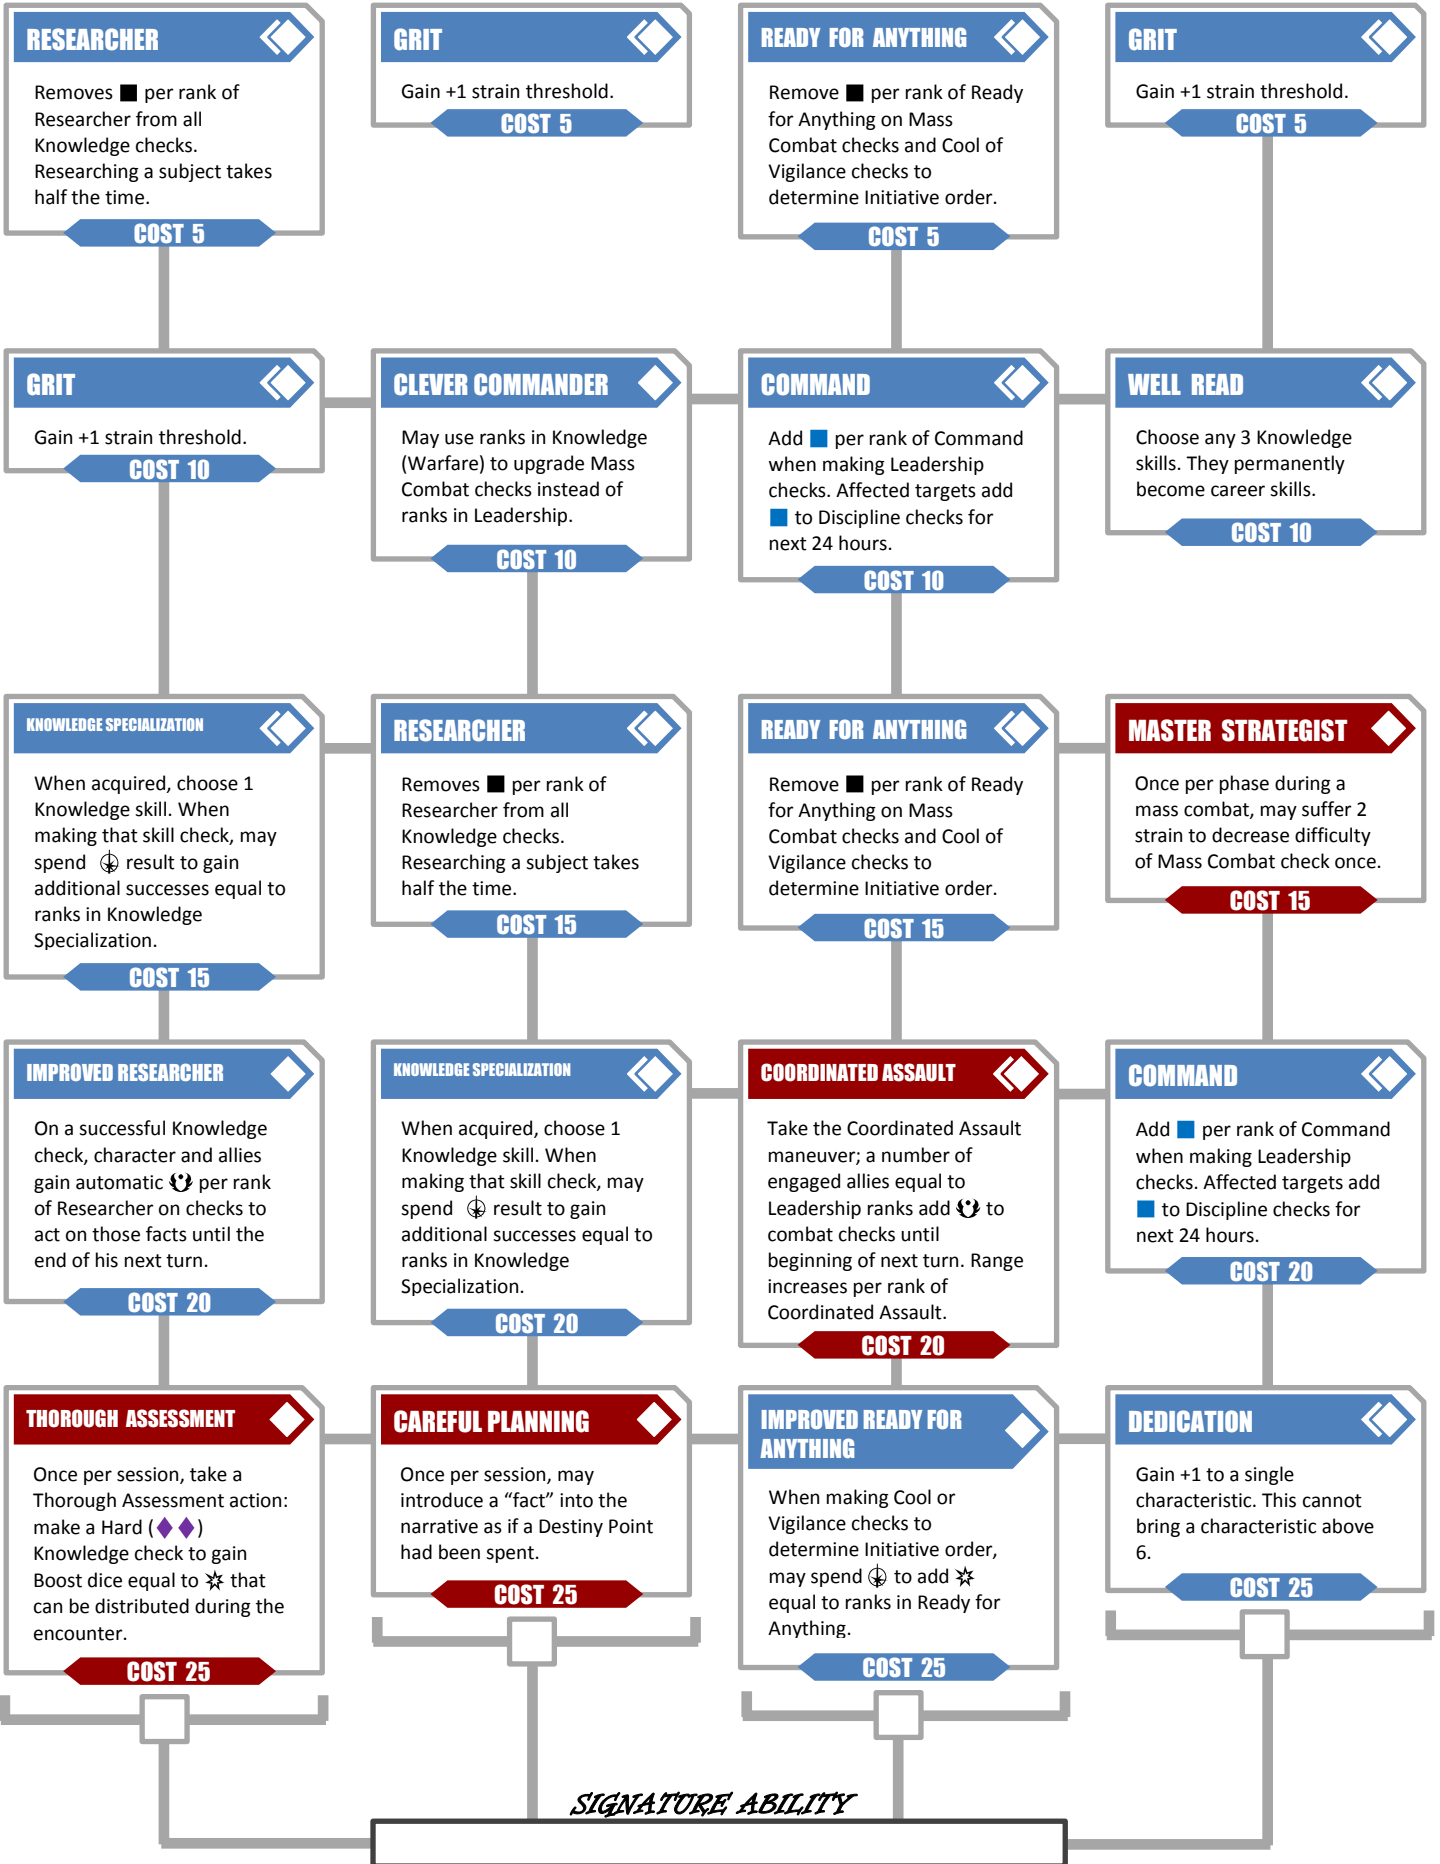 RESEARCHER
Removes ■ per rank of
Researcher from all
Knowledge checks.
Researching a subject takes
half the time.
COST 5
GRIT
Gain +1 strain threshold.
COST 5
READY FOR ANYTHING
Remove ■ per rank of Ready
for Anything on Mass
Combat checks and Cool of
Vigilance checks to
determine Initiative order.
COST 5
GRIT
Gain +1 strain threshold.
COST 5
GRIT
Gain +1 strain threshold.
COST 10
CLEVER COMMANDER
May use ranks in Knowledge
(Warfare) to upgrade Mass
Combat checks instead of
ranks in Leadership.
COST 10
COMMAND
Add ■ per rank of Command
when making Leadership
checks. Affected targets add
■ to Discipline checks for
next 24 hours.
COST 10
WELL READ
Choose any 3 Knowledge
skills. They permanently
become career skills.
COST 10
KNOWLEDGE SPECIALIZATION
When acquired, choose 1
Knowledge skill. When
making that skill check, may
spend result to gain
additional successes equal to
ranks in Knowledge
Specialization.
COST 15
RESEARCHER
Removes ■ per rank of
Researcher from all
Knowledge checks.
Researching a subject takes
half the time.
COST 15
READY FOR ANYTHING
Remove ■ per rank of Ready
for Anything on Mass
Combat checks and Cool of
Vigilance checks to
determine Initiative order.
COST 15
MASTER STRATEGIST
Once per phase during a
mass combat, may suffer 2
strain to decrease difficulty
of Mass Combat check once.
COST 15
IMPROVED RESEARCHER
On a successful Knowledge
check, character and allies
gain automatic per rank
of Researcher on checks to
act on those facts until the
end of his next turn.
COST 20
KNOWLEDGE SPECIALIZATION
When acquired, choose 1
Knowledge skill. When
making that skill check, may
spend result to gain
additional successes equal to
ranks in Knowledge
Specialization.
COST 20
COORDINATED ASSAULT
Take the Coordinated Assault
maneuver; a number of
engaged allies equal to
Leadership ranks add to
combat checks until
beginning of next turn. Range
increases per rank of
Coordinated Assault.
COST 20
COMMAND
Add ■ per rank of Command
when making Leadership
checks. Affected targets add
■ to Discipline checks for
next 24 hours.
COST 20
THOROUGH ASSESSMENT
Once per session, take a
Thorough Assessment action:
make a Hard (♦♦)
Knowledge check to gain
Boost dice equal to that
can be distributed during the
encounter.
COST 25
CAREFUL PLANNING
Once per session, may
introduce a “fact” into the
narrative as if a Destiny Point
had been spent.
COST 25
IMPROVED READY FOR
ANYTHING
When making Cool or
Vigilance checks to
determine Initiative order,
may spend to add
equal to ranks in Ready for
Anything.
COST 25
DEDICATION
Gain +1 to a single
characteristic. This cannot
bring a characteristic above
6.
COST 25
SIGNATURE ABILITY